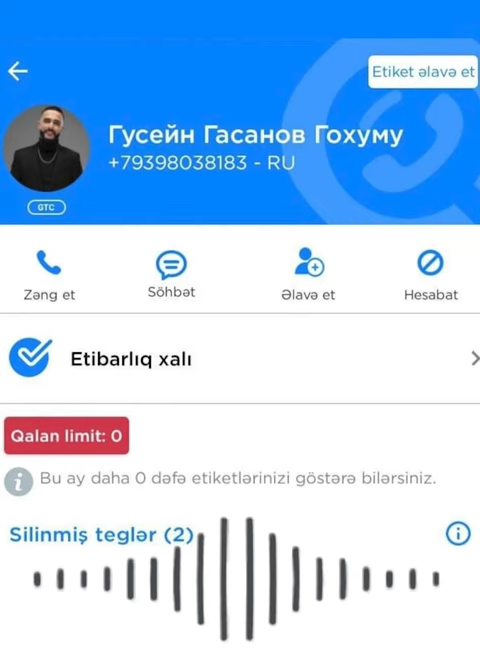 Etiket əlavə et
Гусейн Гасанов Гохуму
+79398038183 - RU
GTC
Zəng et
Söhbət
Əlavə et
Hesabat
Etibarlıq xalı
Qalan limit: 0
Bu ay daha 0 dəfə etiketlərinizi göstərə bilərsiniz.
Silinmiş teqlər (2)